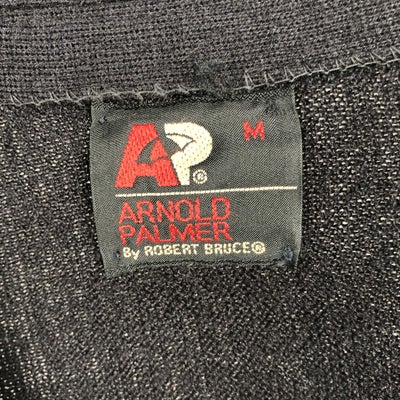 AP® M
ARNOLD
PALMER
By ROBERT BRUCE®